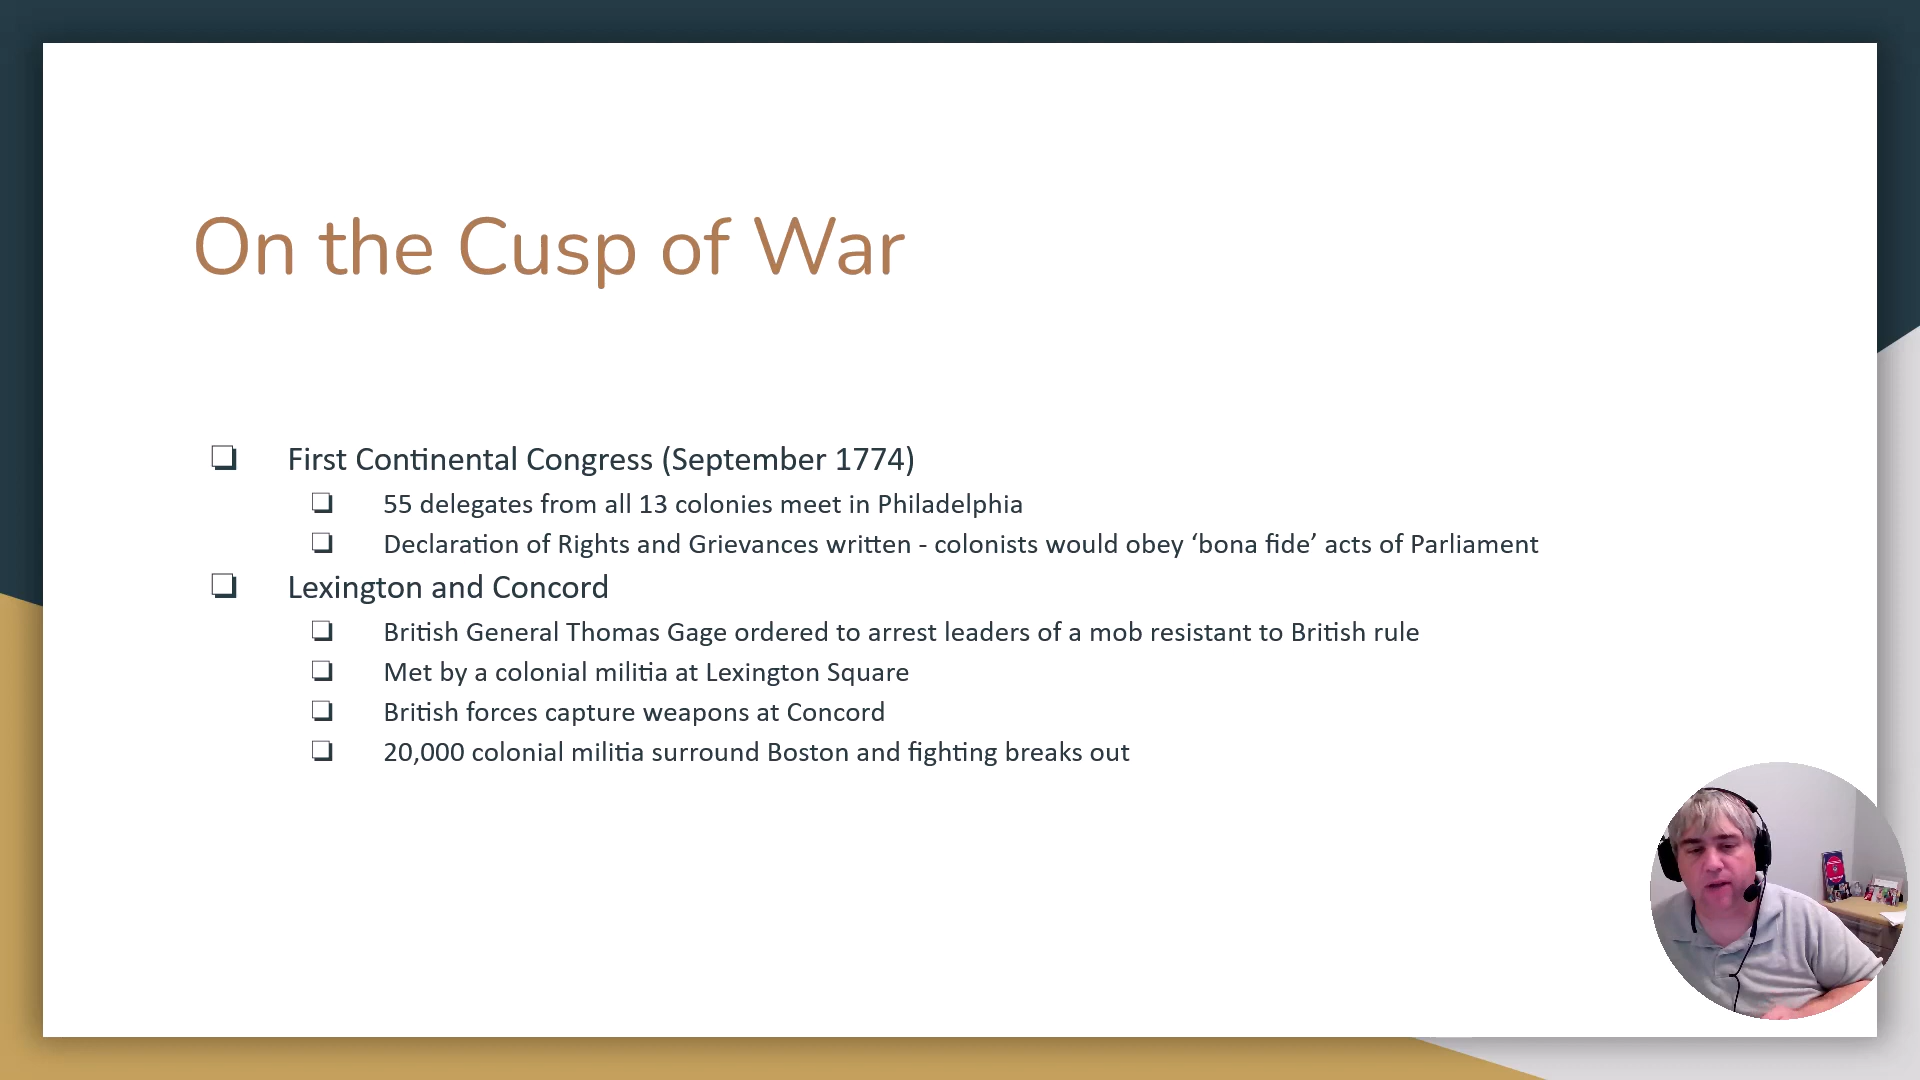 On the Cusp of War
First Continental Congress (September 1774)
55 delegates from all 13 colonies meet in Philadelphia
Declaration of Rights and Grievances written - colonists would obey ‘bona fide’ acts of Parliament
Lexington and Concord
British General Thomas Gage ordered to arrest leaders of a mob resistant to British rule
Met by a colonial militia at Lexington Square
British forces capture weapons at Concord
20,000 colonial militia surround Boston and fighting breaks out